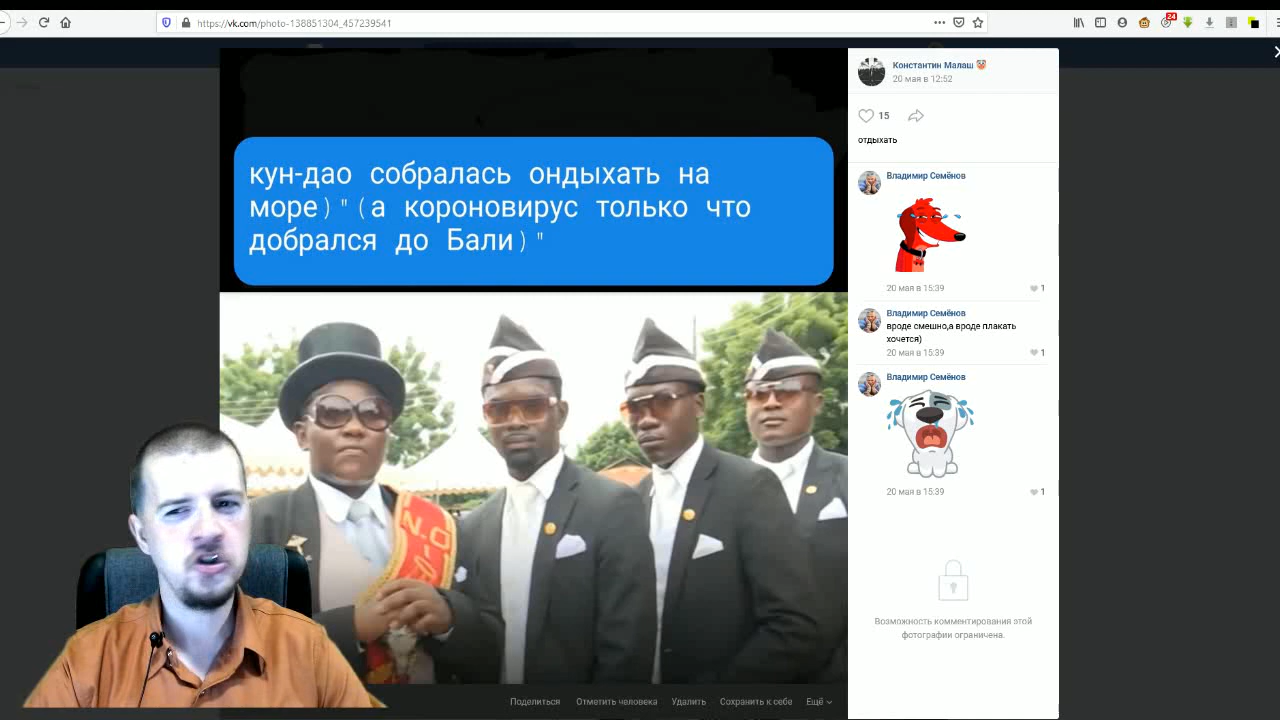 https://vk.com/photo-138851304_457239541
24
Константин Малаш
20 мая в 12:52
15
отдыхать
кун-дао собралась ондыхать на
море)"(а короновирус только что
добрался до Бали)"
Владимир Семёнов
20 мая в 15:39
1
Владимир Семёнов
вроде смешно,а вроде плакать
хочется)
20 мая в 15:39
1
Владимир Семёнов
20 мая в 15:39
1
N.O
Возможность комментирования этой
фотографии ограничена.
Поделиться Отметить человека Удалить Сохранить к себе Ещё